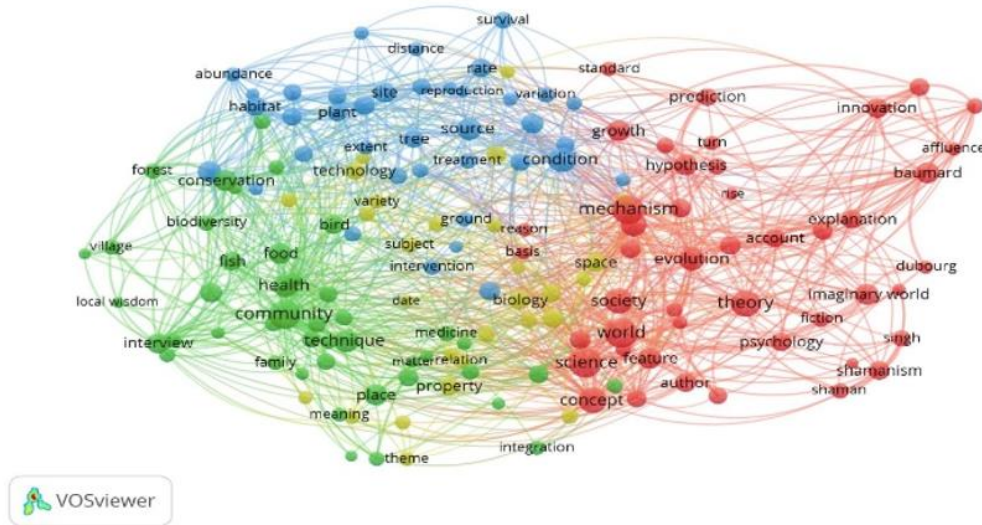 survival
distance
standard
abundance
rate
site
reproduction
variation
prediction
habitat
plant
innovation
source
growth
tree
turn
extent
affluence
treatment
condition
hypothesis
forest
technology
baumard
conservation
rise
variety
mechanism
biodiversity
bird
ground
reason
explanation
village
subject
account
fish
food
basis
evolution
intervention
space
dubourg
health
local wisdom
date
biology
society
theory
imaginary world
community
fiction
interview
technique
medicine
world
psychology
singh
family
matter
relation
science
feature
shamanism
place
property
author
shaman
concept
meaning
integration
theme
VOSviewer